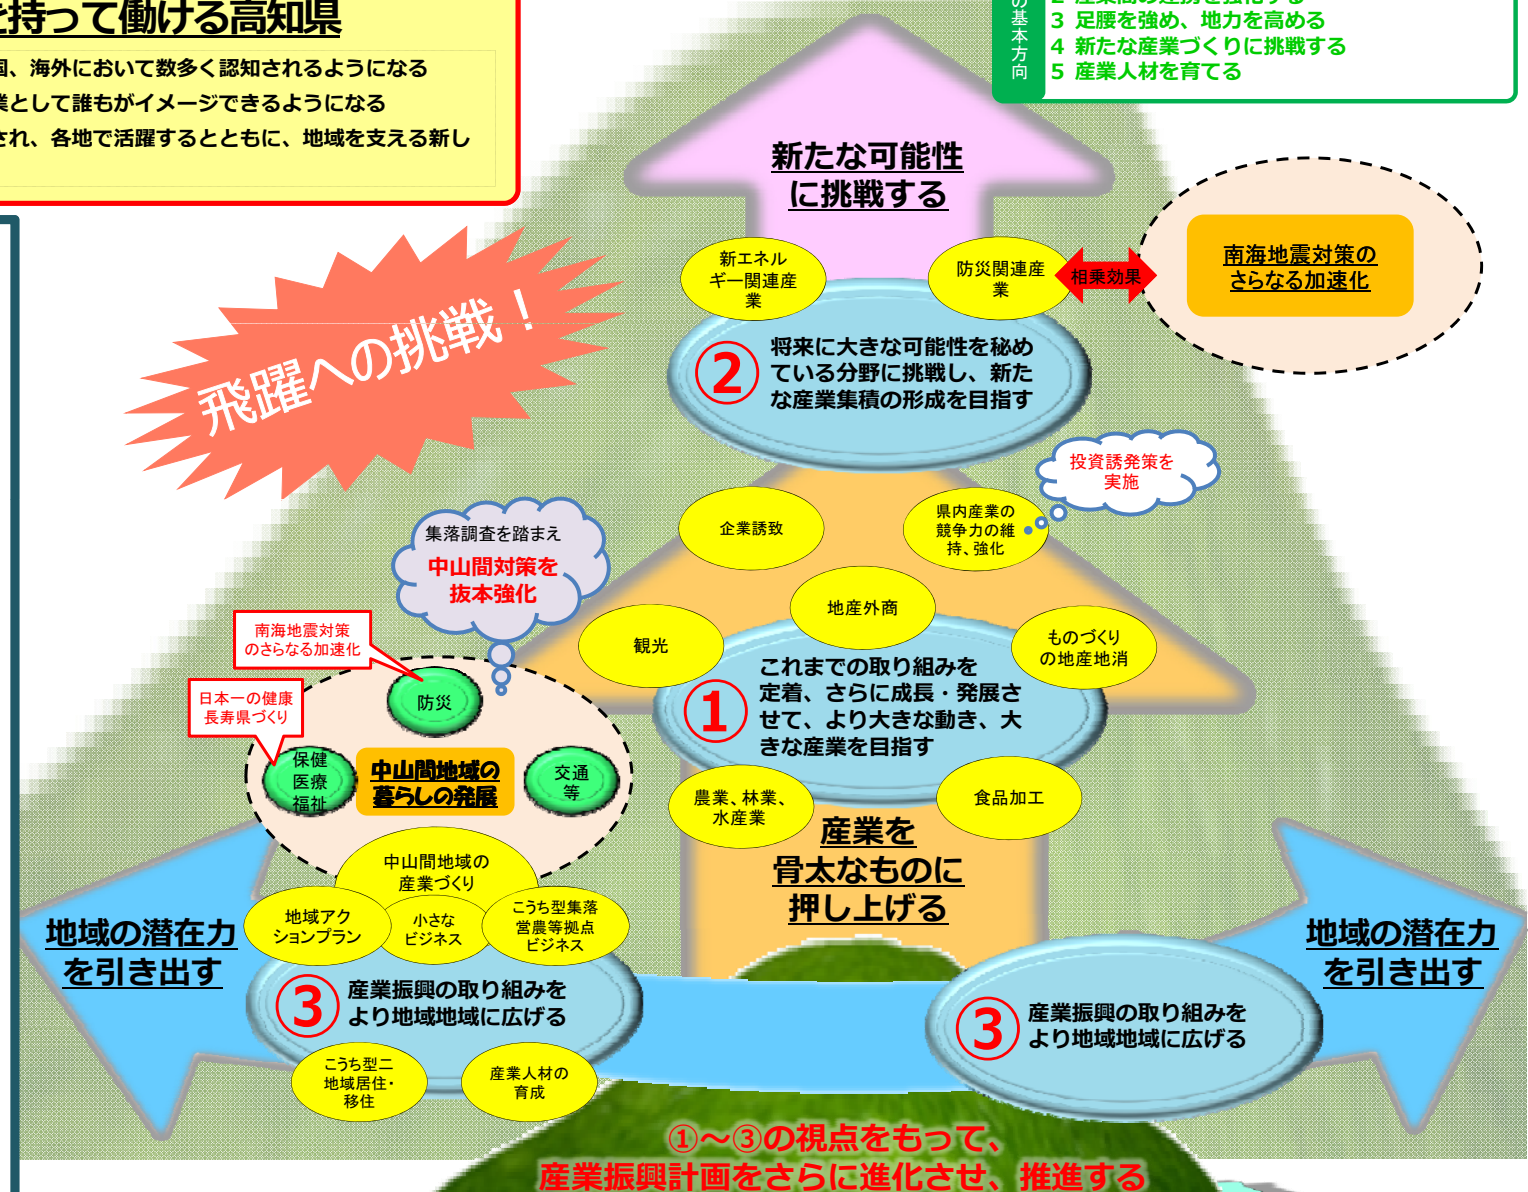 を持って働ける高知県
国、海外において数多く認知されるようになる
業として誰もがイメージできるようになる
され、各地で活躍するとともに、地域を支える新し
の基本方向
2 産業間の連携を強化する
3 足腰を強め、地力を高める
4 新たな産業づくりに挑戦する
5 産業人材を育てる
新たな可能性
に挑戦する
新エネル
ギー関連産
業
防災関連産
業
相乗効果
南海地震対策の
さらなる加速化
飛躍への挑戦！
②
将来に大きな可能性を秘め
ている分野に挑戦し、新た
な産業集積の形成を目指す
投資誘発策を
実施
企業誘致
県内産業の
競争力の維
持、強化
集落調査を踏まえ
中山間対策を
抜本強化
地産外商
観光
ものづくり
の地産地消
南海地震対策
のさらなる加速化
日本一の健康
長寿県づくり
防災
保健
医療
福祉
中山間地域の
暮らしの発展
交通
等
①
これまでの取り組みを
定着、さらに成長・発展さ
せて、より大きな動き、大
きな産業を目指す
農業、林業、
水産業
食品加工
産業を
骨太なものに
押し上げる
中山間地域の
産業づくり
地域アク
ションプラン
小さな
ビジネス
こうち型集落
営農等拠点
ビジネス
地域の潜在力
を引き出す
③
産業振興の取り組みを
より地域地域に広げる
こうち型二
地域居住・
移住
産業人材の
育成
③
産業振興の取り組みを
より地域地域に広げる
地域の潜在力
を引き出す
①～③の視点をもって、
産業振興計画をさらに進化させ、推進する